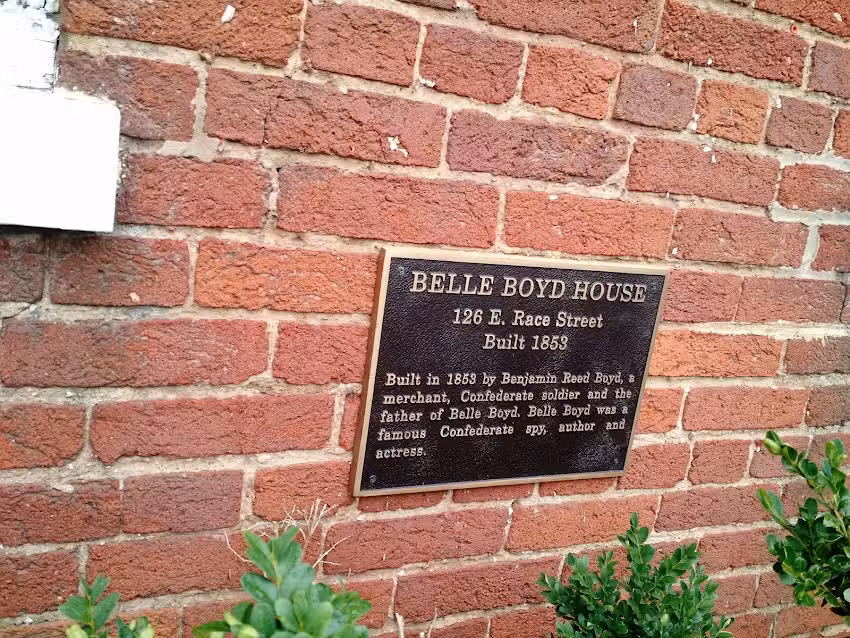 BELLE BOYD HOUSE
126 E. Race Street
Built 1853
Built in 1853 by Benjamin Reed Boyd, a
merchant, Confederate soldier and the
father of Belle Boyd. Belle Boyd was a
famous Confederate spy, author and
actress.